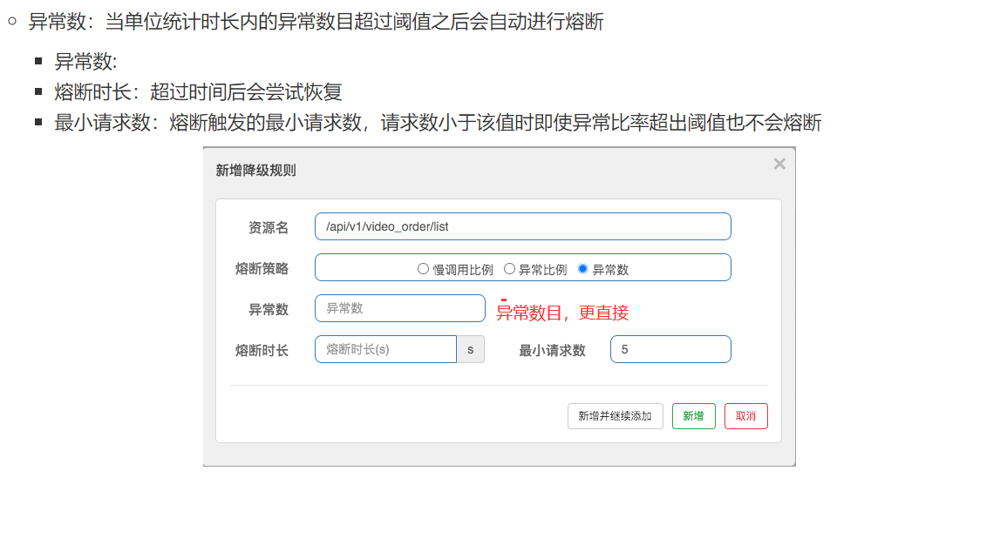 异常数：当单位统计时长内的异常数目超过阈值之后会自动进行熔断
异常数:
熔断时长：超过时间后会尝试恢复
最小请求数：熔断触发的最小请求数，请求数小于该值时即使异常比率超出阈值也不会熔断
新增降级规则 ×
资源名 /api/v1/video_order/list
熔断策略 慢调用比例 异常比例 异常数
异常数 异常数 异常数目，更直接
熔断时长 熔断时长(s) s 最小请求数 5
新增并继续添加 新增 取消